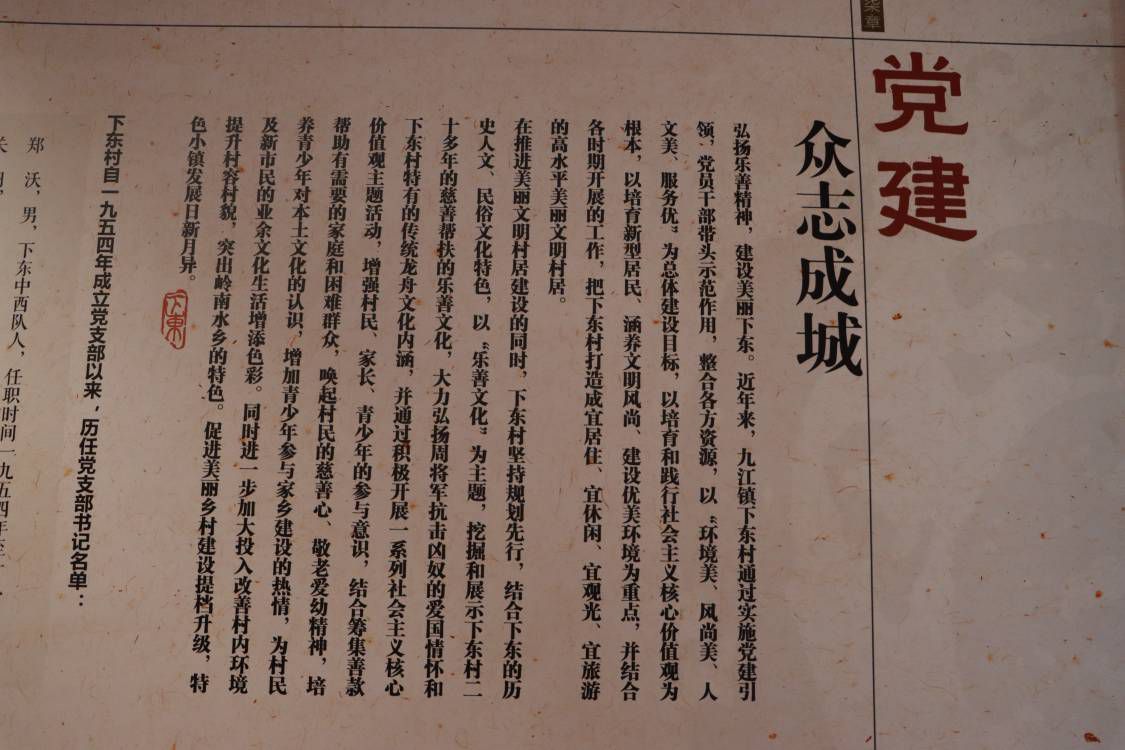 柒章
党建
众志成城
弘扬乐善精神，建设美丽下东。近年来，九江镇下东村通过实施党建引
领，党员干部带头示范作用，整合各方资源，以“环境美、风尚美、人
文美、服务优”为总体建设目标，以培育和践行社会主义核心价值观为
根本，以培育新型居民、涵养文明风尚、建设优美环境为重点，并结合
各时期开展的工作，把下东村打造成宜居住、宜休闲、宜观光、宜旅游
的高水平美丽文明村居。
在推进美丽文明村居建设的同时，下东村坚持规划先行，结合下东的历
史人文、民俗文化特色，以“乐善文化”为主题，挖掘和展示下东村二
十多年的慈善帮扶的乐善文化，大力弘扬周将军抗击凶奴的爱国情怀和
下东村特有的传统龙舟文化内涵，并通过积极开展一系列社会主义核心
价值观主题活动，增强村民、家长、青少年的参与意识，结合筹集善款
帮助有需要的家庭和困难群众，唤起村民的慈善心、敬老爱幼精神，培
养青少年对本土文化的认识，增加青少年参与家乡建设的热情，为村民
及新市民的业余文化生活增添色彩。同时进一步加大投入改善村内环境
提升村容村貌，突出岭南水乡的特色。促进美丽乡村建设提档升级，特
色小镇发展日新月异。
下東
下东村自一九五四年成立党支部以来，历任党支部书记名单：
郑沃，男，下东中西队人，任职时间一九五四年至